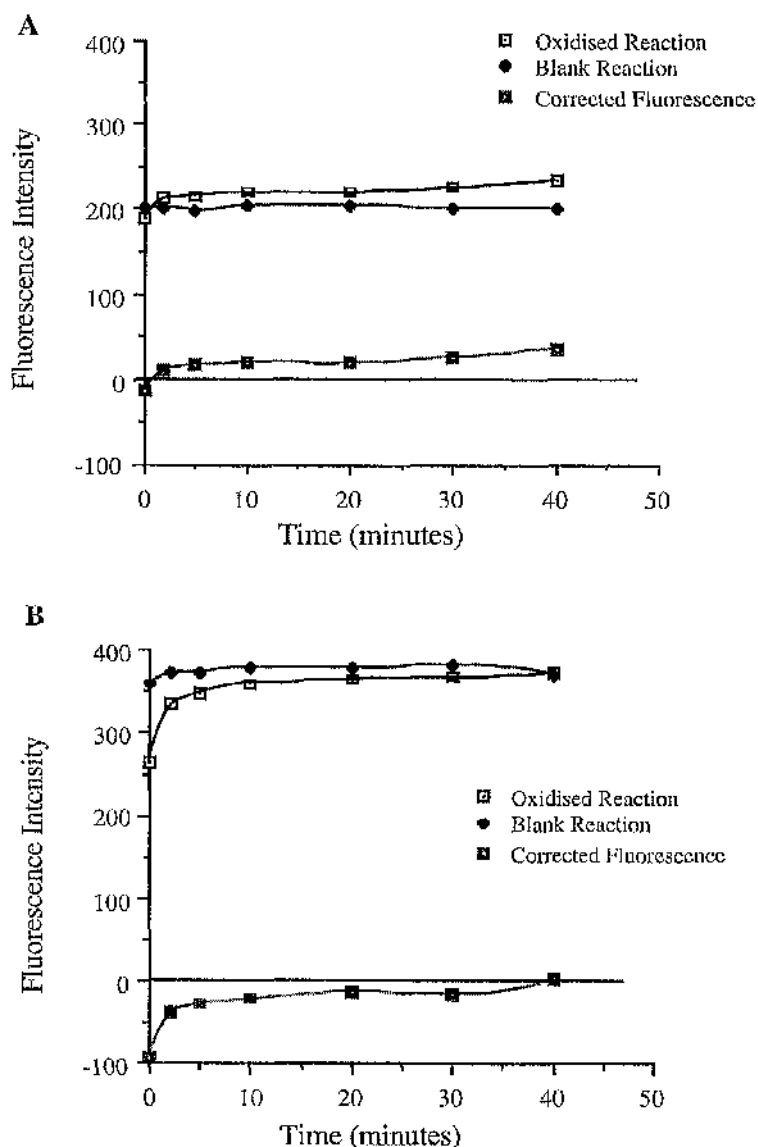 A
400
300
200
100
0
-100
Fluorescence Intensity
Oxidised Reaction
Blank Reaction
Corrected Fluorescence
0 10 20 30 40 50
Time (minutes)
B
400
300
200
100
0
-100
Fluorescence Intensity
Oxidised Reaction
Blank Reaction
Corrected Fluorescence
0 10 20 30 40 50
Time (minutes)